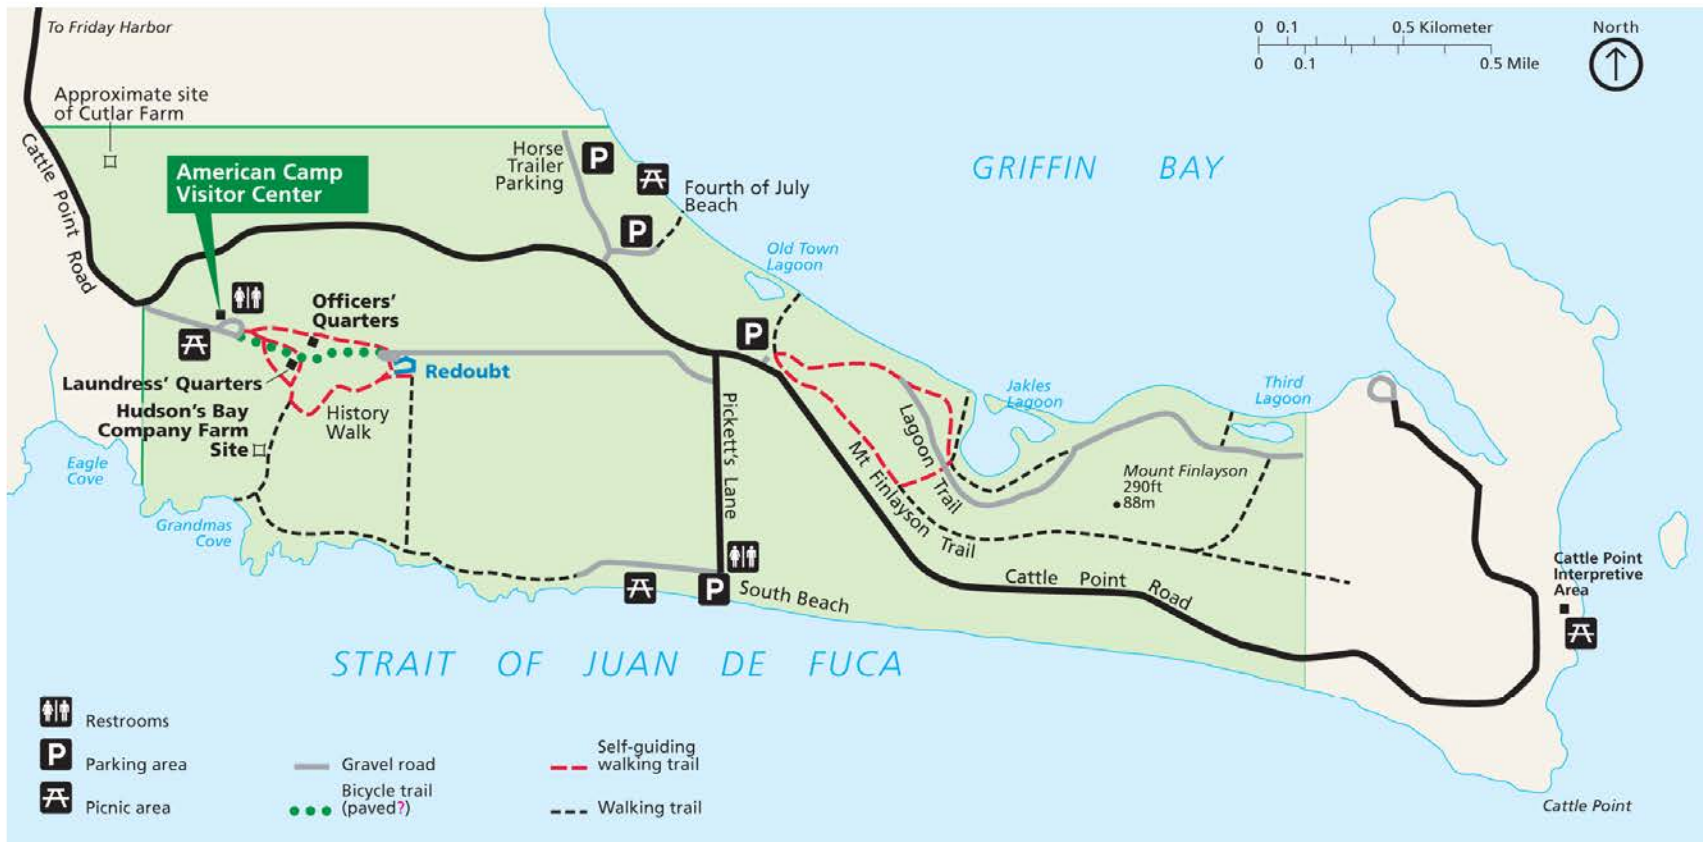 To Friday Harbor
0 0.1 0.5 Kilometer
0 0.1 0.5 Mile
North
Approximate site
of Cutlar Farm
Cattle Point Road
American Camp
Visitor Center
Horse
Trailer
Parking
P
P
Fourth of July
Beach
GRIFFIN BAY
Old Town
Lagoon
Officers'
Quarters
P
Laundress' Quarters
Redoubt
Hudson's Bay
Company Farm
Site
History
Walk
Pickett's Lane
Lagoon Trail
Mt Finlayson Trail
Jakles
Lagoon
Third
Lagoon
Mount Finlayson
290ft
88m
Eagle
Cove
Grandmas
Cove
P
South Beach
Cattle Point Road
Cattle Point
Interpretive
Area
STRAIT OF JUAN DE FUCA
Restrooms
P Parking area
Picnic area
Gravel road
Bicycle trail
(paved?)
Self-guiding
walking trail
Walking trail
Cattle Point